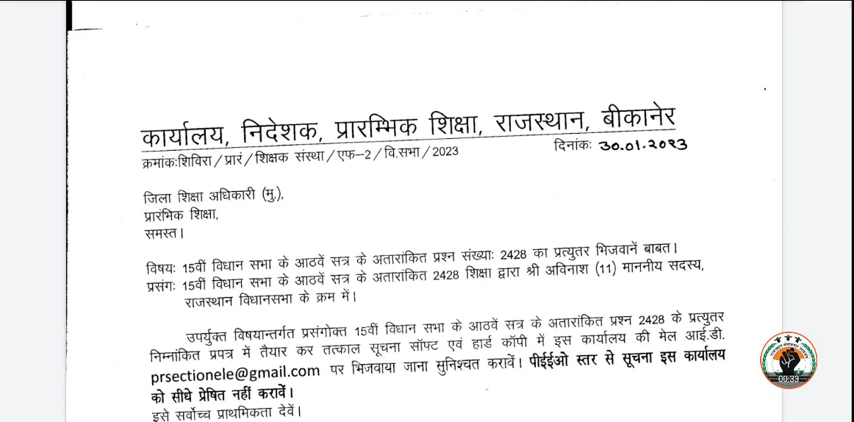 कार्यालय, निदेशक, प्रारम्भिक शिक्षा, राजस्थान, बीकानेर
क्रमांक:शिविरा/प्रारं/शिक्षक संस्था/एफ-2/वि.सभा/2023 दिनांक: 30.01.2023
जिला शिक्षा अधिकारी (मु.),
प्रारंभिक शिक्षा,
समस्त।
विषय: 15वीं विधान सभा के आठवें सत्र के अतारांकित प्रश्न संख्या: 2428 का प्रत्युतर भिजवानें बाबत।
प्रसंग: 15वीं विधान सभा के आठवें सत्र के अतारांकित 2428 शिक्षा द्वारा श्री अविनाश (11) माननीय सदस्य,
राजस्थान विधानसभा के क्रम में।
उपर्युक्त विषयान्तर्गत प्रसंगोक्त 15वीं विधान सभा के आठवें सत्र के अतारांकित प्रश्न 2428 के प्रत्युतर
निम्नांकित प्रपत्र में तैयार कर तत्काल सूचना सॉफ्ट एवं हार्ड कॉपी में इस कार्यालय की मेल आई.डी.
prsectionele@gmail.com पर भिजवाया जाना सुनिश्चत करावें। पीईईओ स्तर से सूचना इस कार्यालय
को सीधे प्रेषित नहीं करावें।
इसे सर्वोच्च प्राथमिकता देवें।
00:33